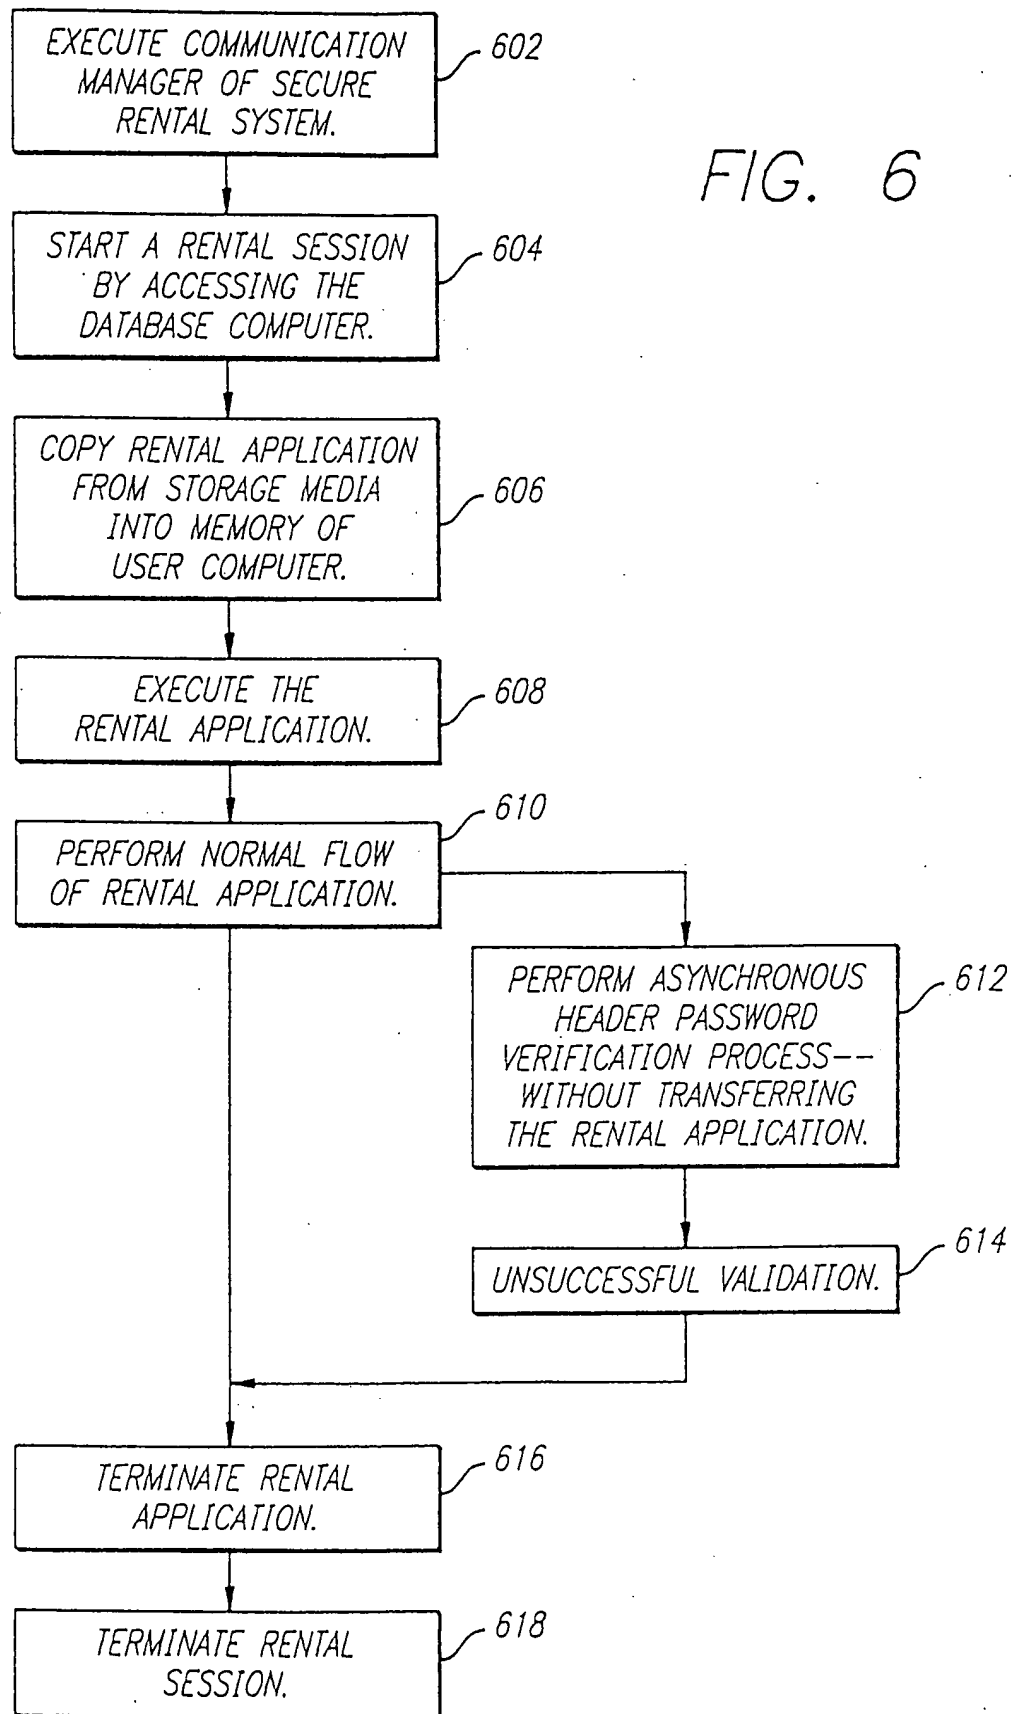 EXECUTE COMMUNICATION
MANAGER OF SECURE
RENTAL SYSTEM.
602
FIG. 6
START A RENTAL SESSION
BY ACCESSING THE
DATABASE COMPUTER.
604
COPY RENTAL APPLICATION
FROM STORAGE MEDIA
INTO MEMORY OF
USER COMPUTER.
606
EXECUTE THE
RENTAL APPLICATION.
608
PERFORM NORMAL FLOW
OF RENTAL APPLICATION.
610
PERFORM ASYNCHRONOUS
HEADER PASSWORD
VERIFICATION PROCESS--
WITHOUT TRANSFERRING
THE RENTAL APPLICATION.
612
UNSUCCESSFUL VALIDATION.
614
TERMINATE RENTAL
APPLICATION.
616
TERMINATE RENTAL
SESSION.
618